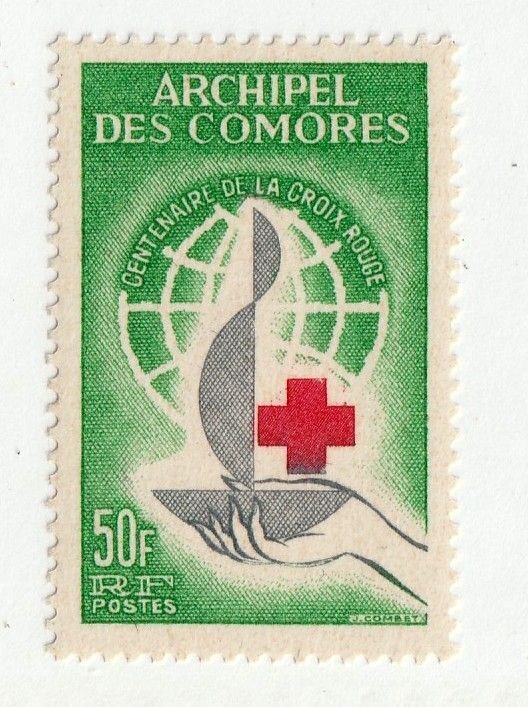 ARCHIPEL
DES COMORES
CENTENAIRE DE LA CROIX ROUGE
50F
RF
POSTES
J. COMBET